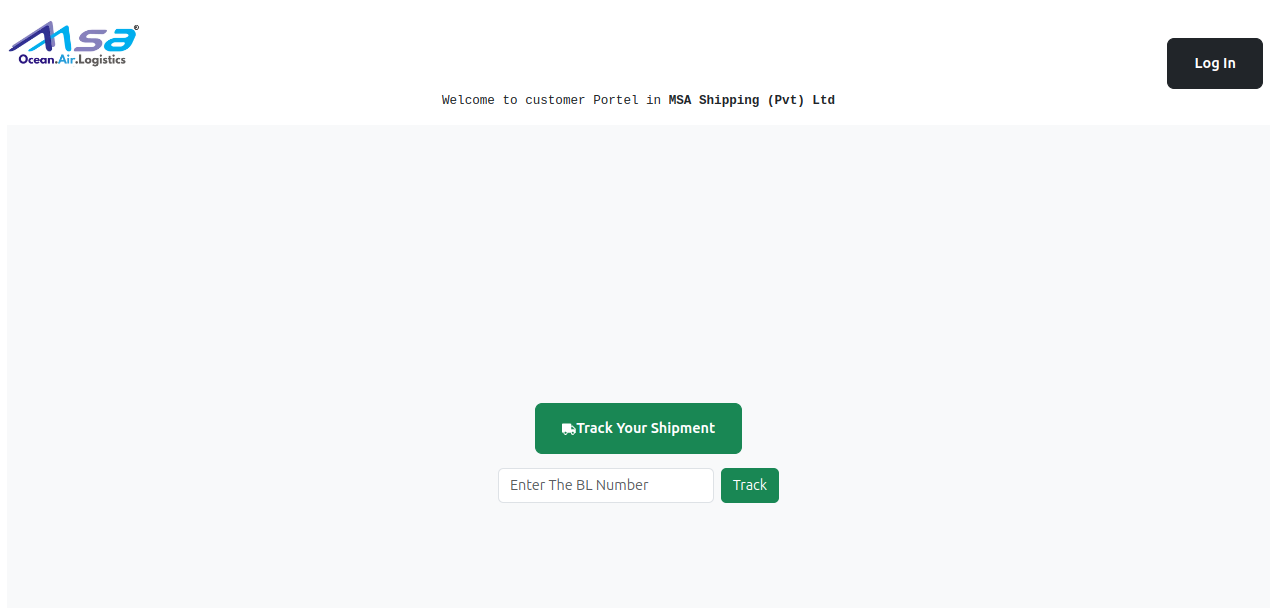 Msa®
Ocean.Air.Logistics
Log In
Welcome to customer Portel in MSA Shipping (Pvt) Ltd
Track Your Shipment
Enter The BL Number
Track